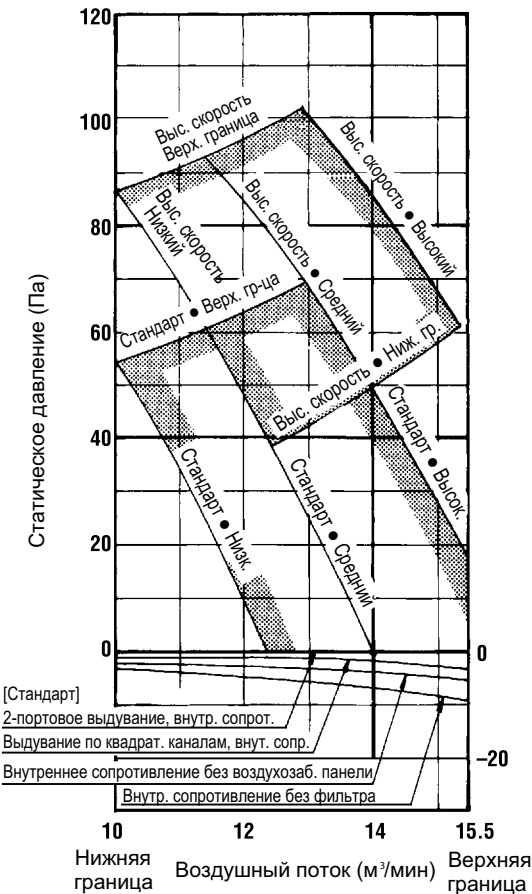 120
100
80
60
40
20
0
0
−20
Статическое давление (Па)
Выс. скорость
Верх. граница
Выс. скорость ● Высокий
Выс. скорость
Низкий
Выс. скорость ● Средний
Стандарт ● Верх. гр-ца
Выс. скорость ● Ниж. гр.
Стандарт ● Высок.
Стандарт ● Средний
Стандарт ● Низк.
[Стандарт]
2-портовое выдувание, внутр. сопрот.
Выдувание по квадрат. каналам, внут. сопр.
Внутреннее сопротивление без воздухозаб. панели
Внутр. сопротивление без фильтра
10 12 14 15.5
Нижняя
граница
Воздушный поток (м³/мин)
Верхняя
граница